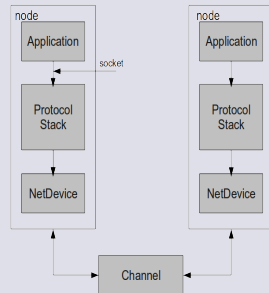 node
node
Application
Application
socket
Protocol
Stack
Protocol
Stack
NetDevice
NetDevice
Channel